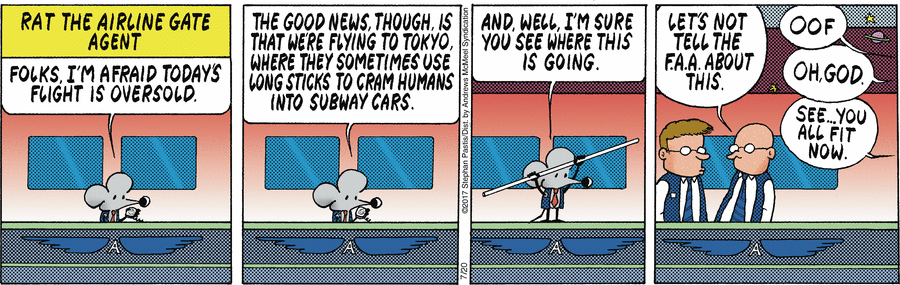 RAT THE AIRLINE GATE
AGENT
FOLKS, I'M AFRAID TODAY'S
FLIGHT IS OVERSOLD.
A
THE GOOD NEWS, THOUGH, IS
THAT WE'RE FLYING TO TOKYO,
WHERE THEY SOMETIMES USE
LONG STICKS TO CRAM HUMANS
INTO SUBWAY CARS.
A
©2017 Stephan Pastis/Dist. by Andrews McMeel Syndication
7/20
AND, WELL, I'M SURE
YOU SEE WHERE THIS
IS GOING.
A
LET'S NOT
TELL THE
F.A.A. ABOUT
THIS.
OOF
OH, GOD.
SEE...YOU
ALL FIT
NOW.
A